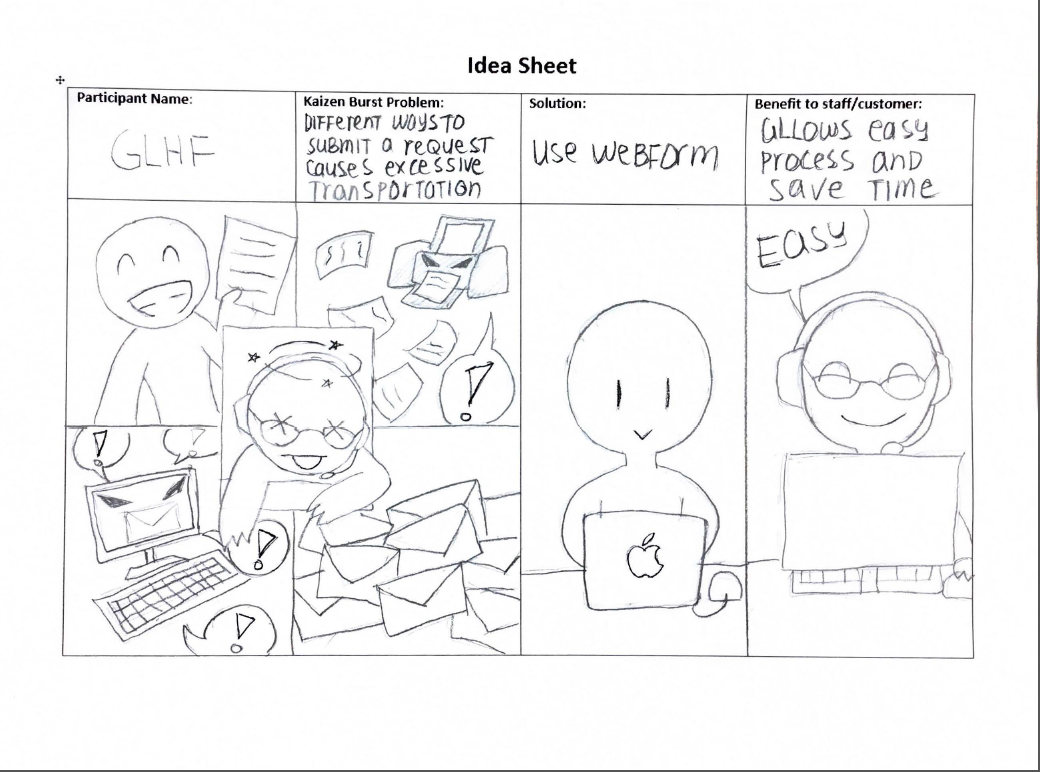 Idea Sheet
Participant Name:
GLHF
Kaizen Burst Problem:
DIFFERENT WAYS TO
SUBMIT A REQUEST
CAUSES EXCESSIVE
TRANSPORTATION
Solution:
USE WEBFORM
Benefit to staff/customer:
ALLOWS EASY
PROCESS AND
SAVE TIME
EASY
!
!
!
!
!